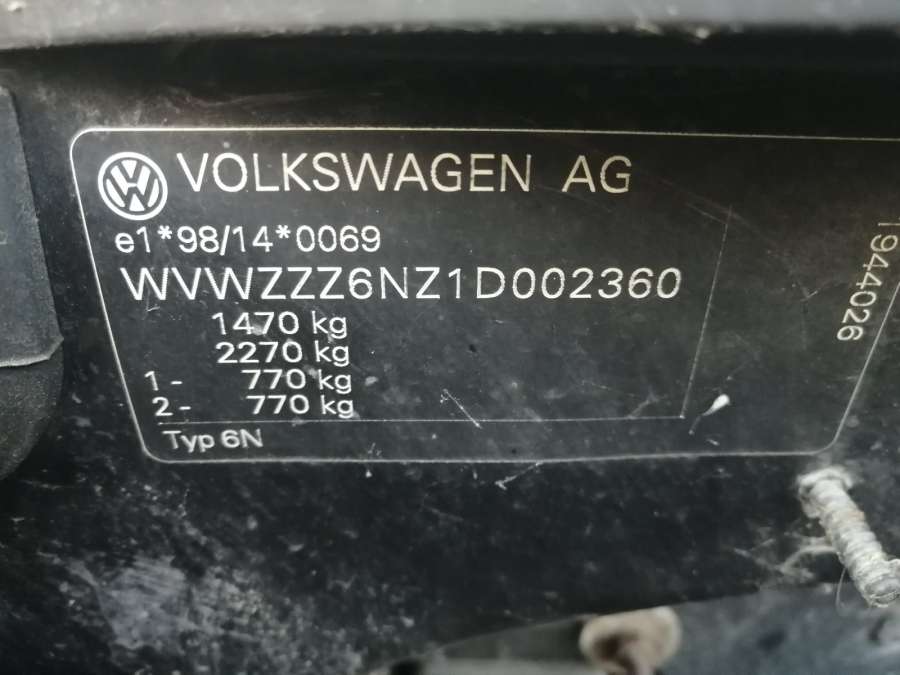 VOLKSWAGEN AG
e1*98/14*0069
WVWZZZ6NZ1D002360
1470 kg
2270 kg
1- 770 kg
2- 770 kg
Typ 6N
944026